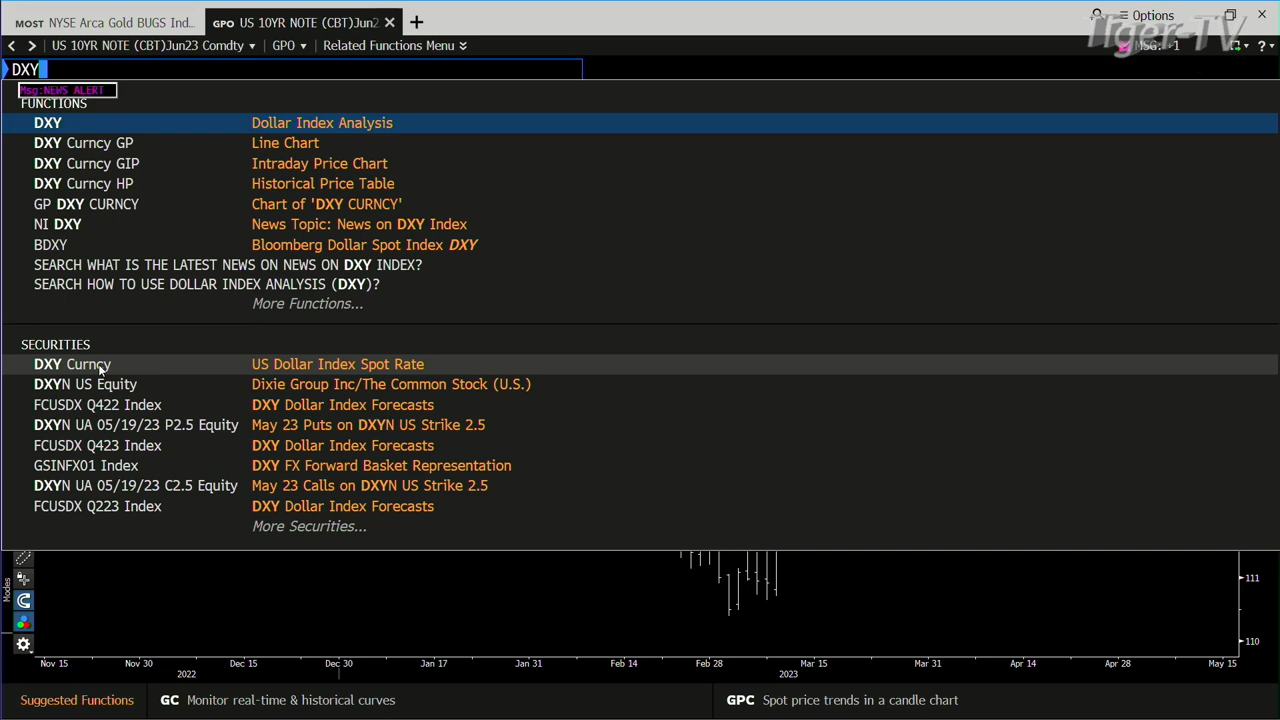 MOST NYSE Arca Gold BUGS Ind...
GPO US 10YR NOTE (CBT)Jun2
Options
Tiger-TV
US 10YR NOTE (CBT)Jun23 Comdty GPO Related Functions Menu
MSG: +1
?
DXY
Msg:NEWS ALERT
FUNCTIONS
DXY Dollar Index Analysis
DXY Curncy GP Line Chart
DXY Curncy GIP Intraday Price Chart
DXY Curncy HP Historical Price Table
GP DXY CURNCY Chart of 'DXY CURNCY'
NI DXY News Topic: News on DXY Index
BDXY Bloomberg Dollar Spot Index DXY
SEARCH WHAT IS THE LATEST NEWS ON NEWS ON DXY INDEX?
SEARCH HOW TO USE DOLLAR INDEX ANALYSIS (DXY)?
More Functions...
SECURITIES
DXY Curncy US Dollar Index Spot Rate
DXYN US Equity Dixie Group Inc/The Common Stock (U.S.)
FCUSDX Q422 Index DXY Dollar Index Forecasts
DXYN UA 05/19/23 P2.5 Equity May 23 Puts on DXYN US Strike 2.5
FCUSDX Q423 Index DXY Dollar Index Forecasts
GSINFX01 Index DXY FX Forward Basket Representation
DXYN UA 05/19/23 C2.5 Equity May 23 Calls on DXYN US Strike 2.5
FCUSDX Q223 Index DXY Dollar Index Forecasts
More Securities...
Modes
111
110
Nov 15 Nov 30 Dec 15 Dec 30 Jan 17 Jan 31 Feb 14 Feb 28 Mar 15 Mar 31 Apr 14 Apr 28 May 15
2022 2023
Suggested Functions GC Monitor real-time & historical curves GPC Spot price trends in a candle chart